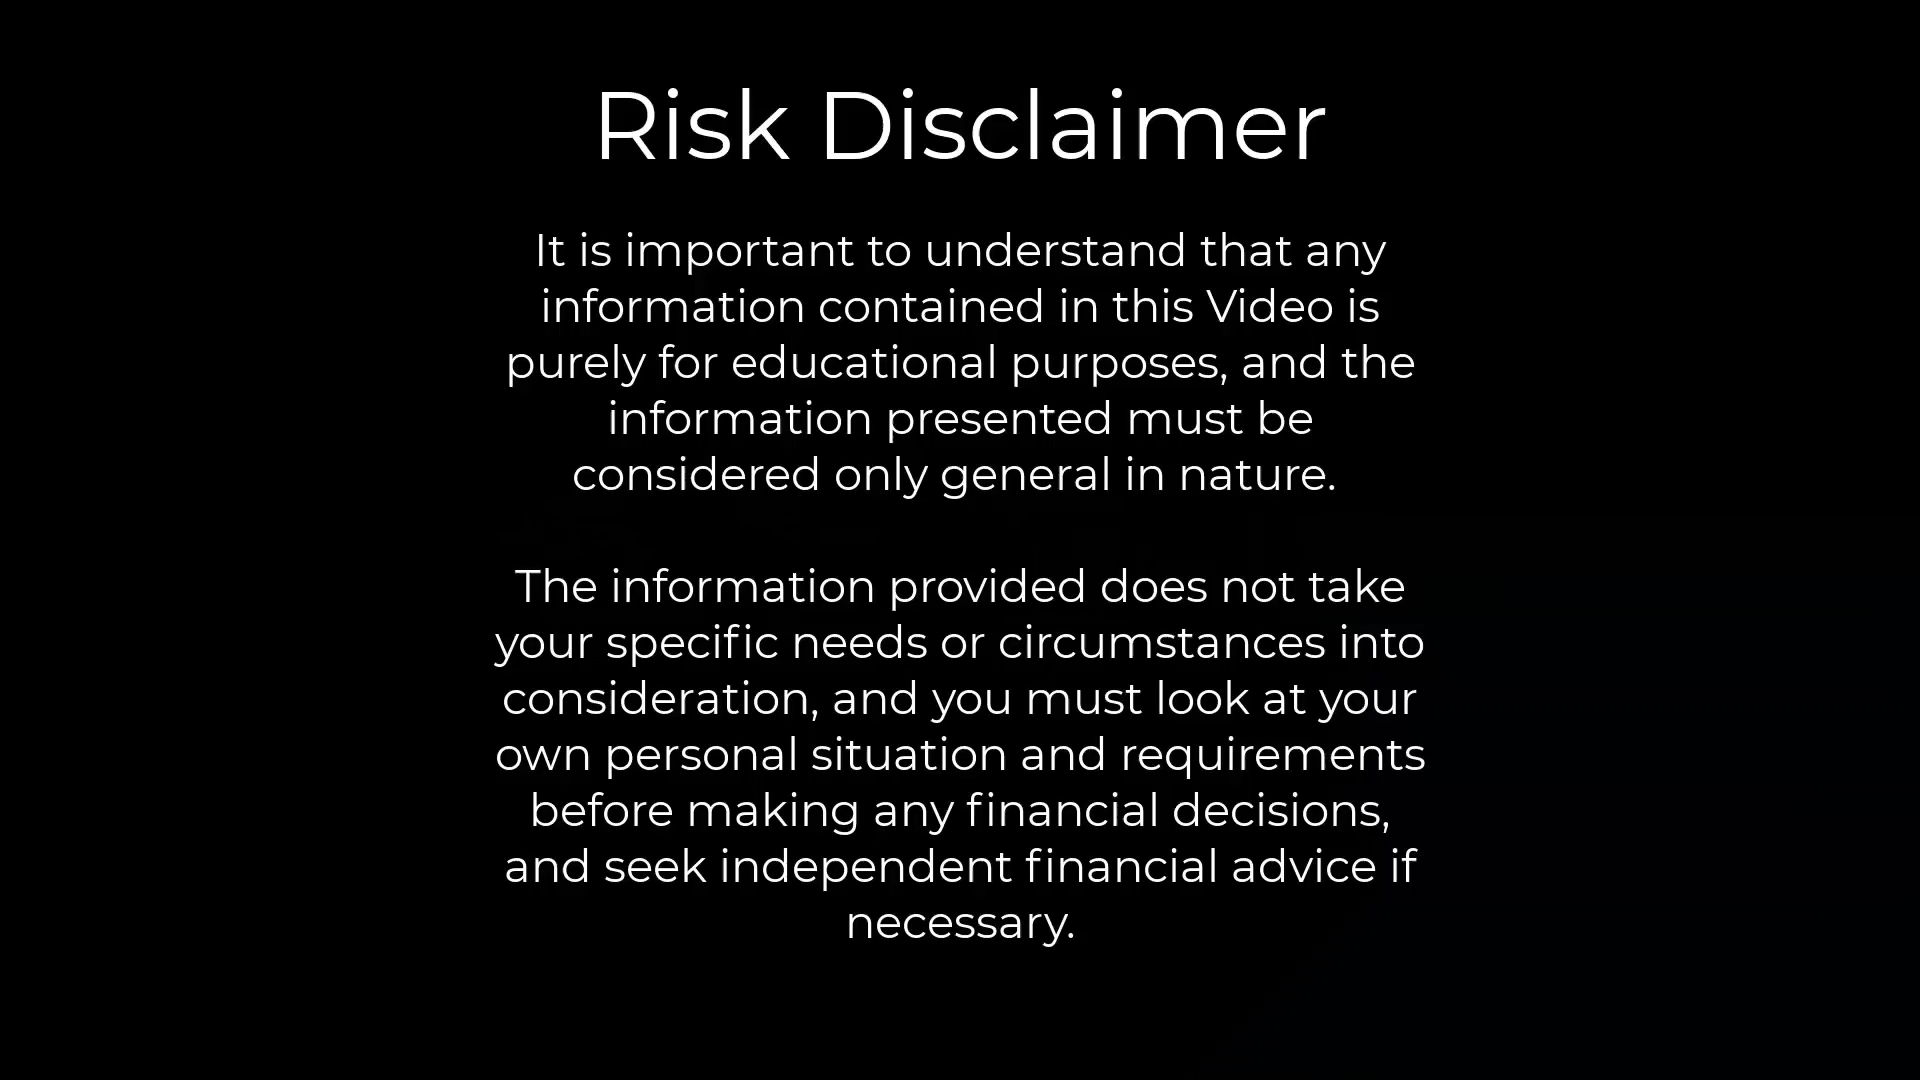 Risk Disclaimer
It is important to understand that any
information contained in this Video is
purely for educational purposes, and the
information presented must be
considered only general in nature.
The information provided does not take
your specific needs or circumstances into
consideration, and you must look at your
own personal situation and requirements
before making any financial decisions,
and seek independent financial advice if
necessary.